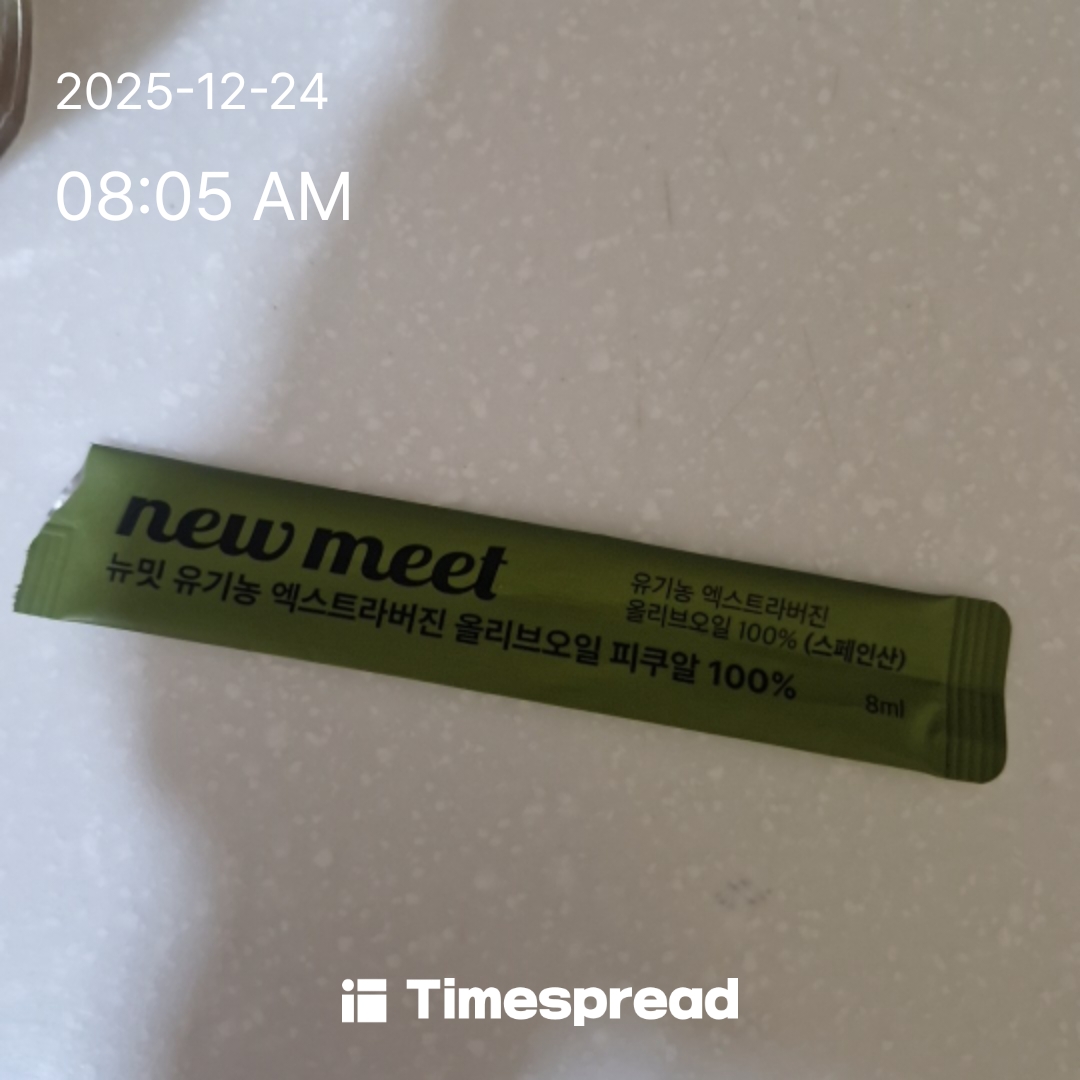 2025-12-24
08:05 AM
new meet
뉴밋 유기농 엑스트라버진 올리브오일 피쿠알 100%
유기농 엑스트라버진
올리브오일 100% (스페인산)
8ml
Timespread